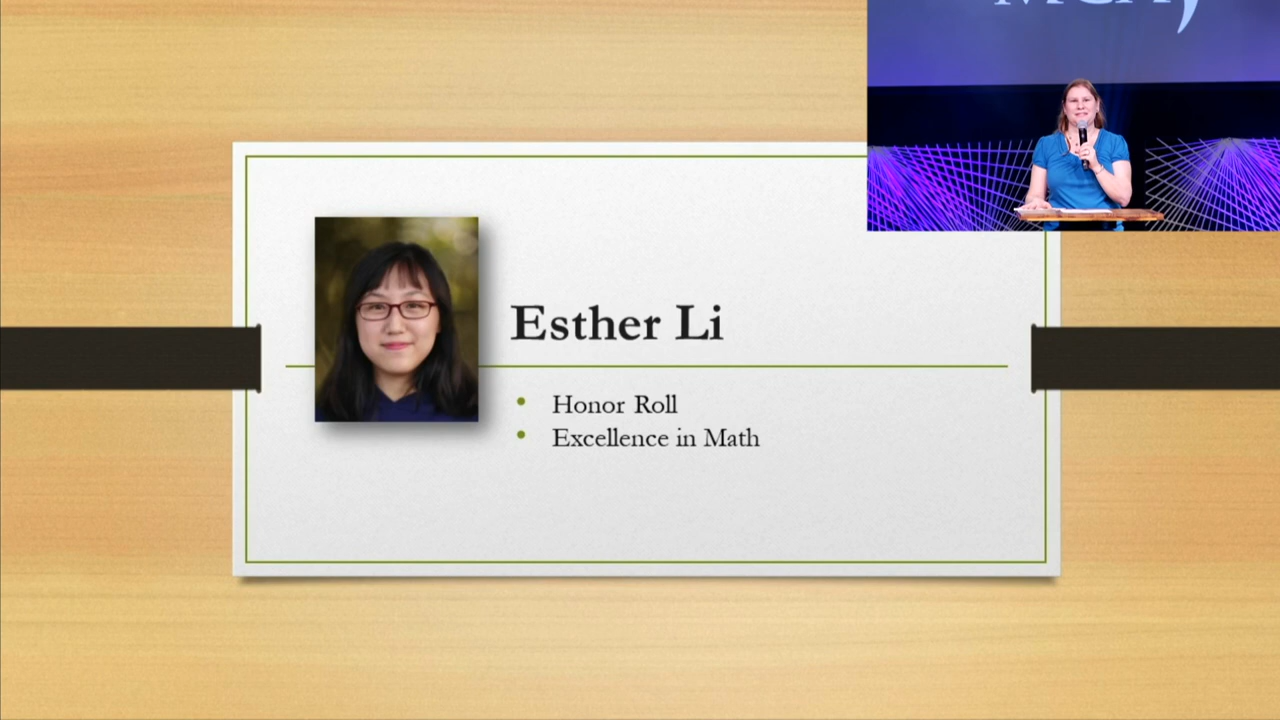 Esther Li
• Honor Roll
• Excellence in Math